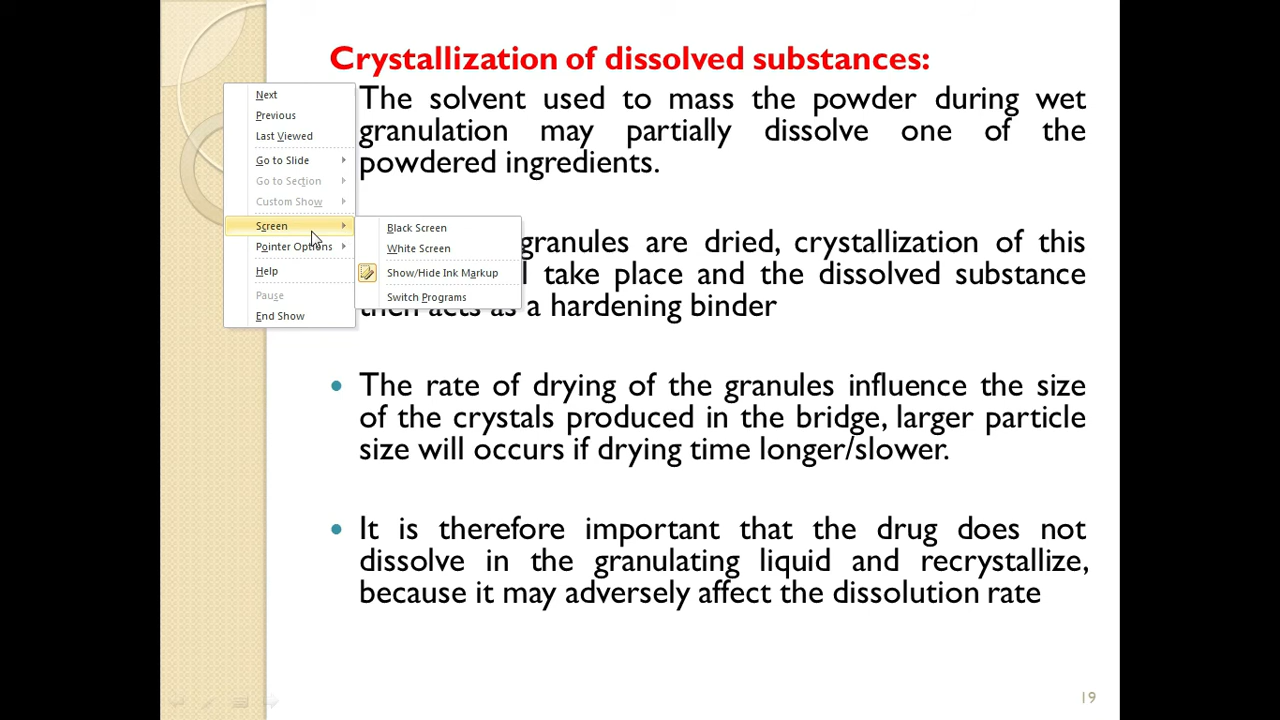 Crystallization of dissolved substances:
The solvent used to mass the powder during wet
granulation may partially dissolve one of the
powdered ingredients.
Next
Previous
Last Viewed
Go to Slide
Go to Section
Custom Show
Screen
Pointer Options
Help
Pause
End Show
Black Screen
White Screen
Show/Hide Ink Markup
Switch Programs
granules are dried, crystallization of this
take place and the dissolved substance
then acts as a hardening binder
• The rate of drying of the granules influence the size
of the crystals produced in the bridge, larger particle
size will occurs if drying time longer/slower.
• It is therefore important that the drug does not
dissolve in the granulating liquid and recrystallize,
because it may adversely affect the dissolution rate
19